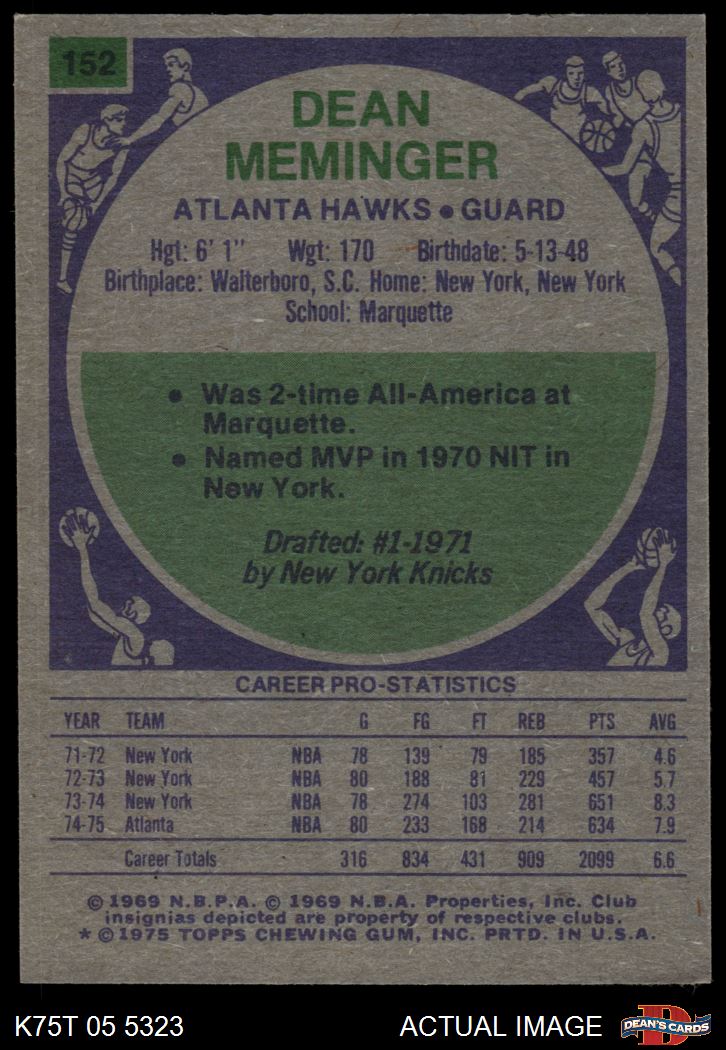 152
DEAN
MEMINGER
ATLANTA HAWKS • GUARD
Hgt: 6' 1" Wgt: 170 Birthdate: 5-13-48
Birthplace: Walterboro, S.C. Home: New York, New York
School: Marquette
• Was 2-time All-America at
Marquette.
• Named MVP in 1970 NIT in
New York.
Drafted: #1-1971
by New York Knicks
CAREER PRO-STATISTICS
YEAR TEAM G FG FT REB PTS AVG
71-72 New York NBA 78 139 79 185 357 4.6
72-73 New York NBA 80 188 81 229 457 5.7
73-74 New York NBA 78 274 103 281 651 8.3
74-75 Atlanta NBA 80 233 168 214 634 7.9
Career Totals 316 834 431 909 2099 6.6
© 1969 N.B.P.A. © 1969 N.B.A. Properties, Inc. Club
insignias depicted are property of respective clubs.
* © 1975 TOPPS CHEWING GUM, INC. PRTD. IN U.S.A.
K75T 05 5323 ACTUAL IMAGE D DEAN'S CARDS